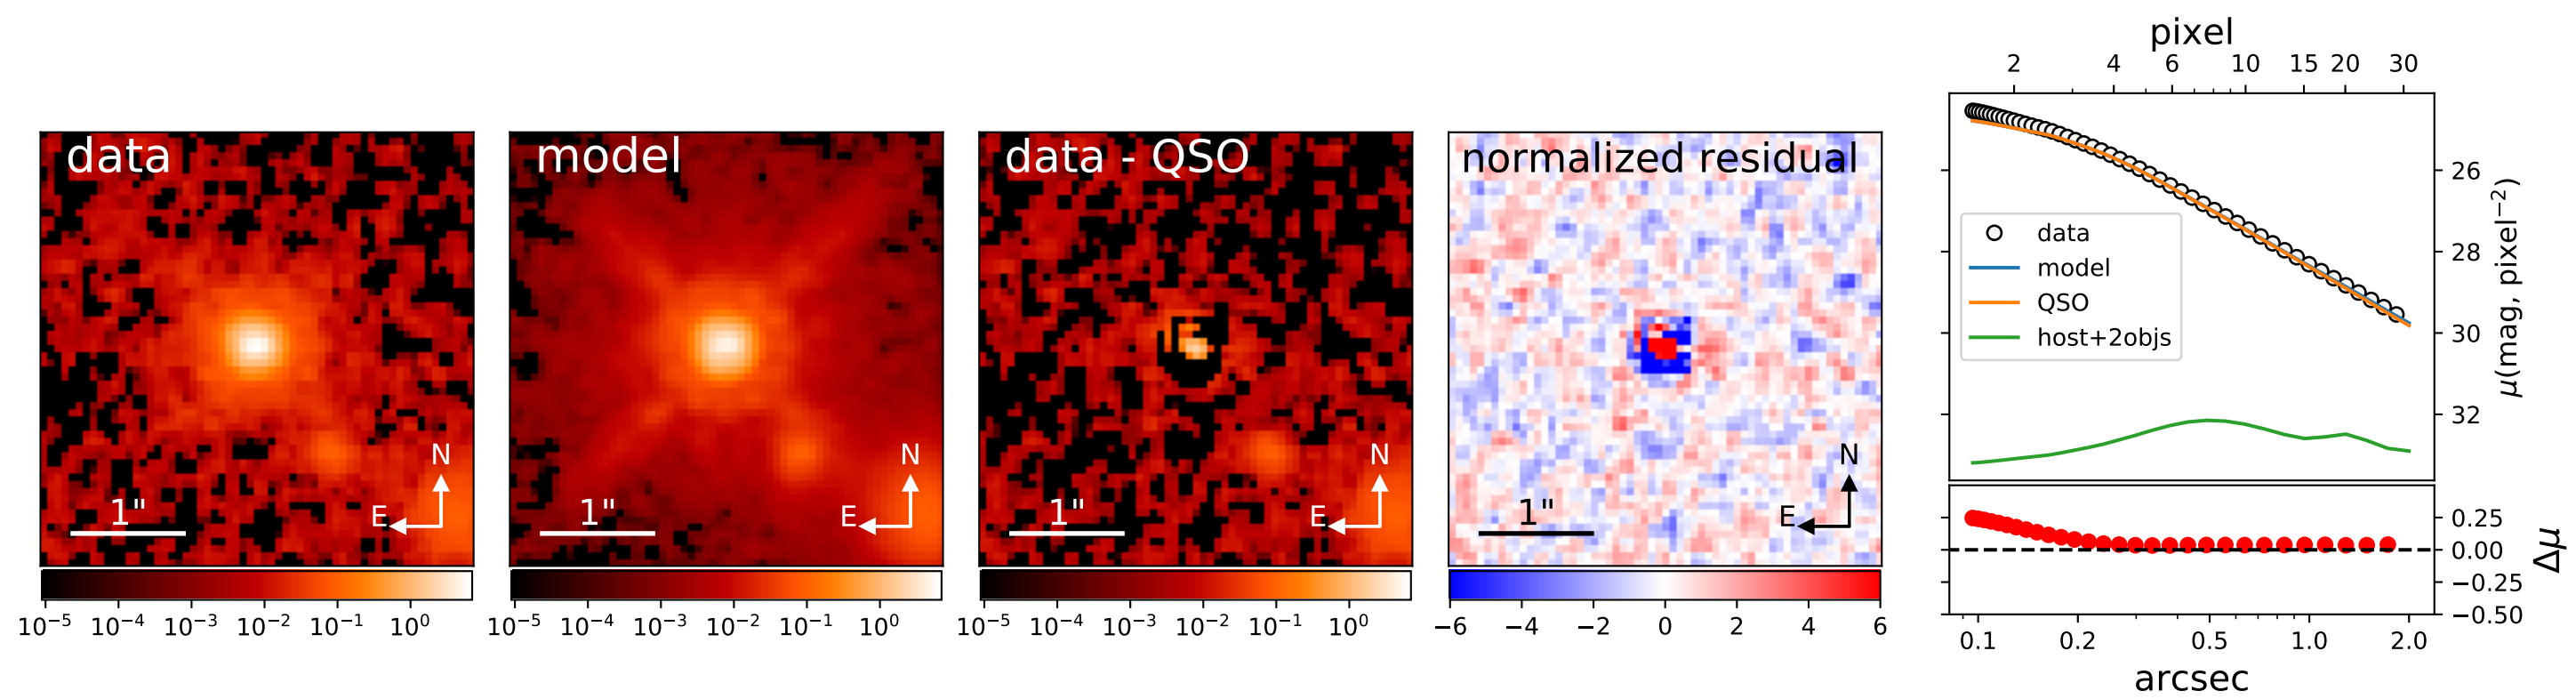 data
N
E
1"
10⁻⁵ 10⁻⁴ 10⁻³ 10⁻² 10⁻¹ 10⁰
model
N
E
1"
10⁻⁵ 10⁻⁴ 10⁻³ 10⁻² 10⁻¹ 10⁰
data - QSO
N
E
1"
10⁻⁵ 10⁻⁴ 10⁻³ 10⁻² 10⁻¹ 10⁰
normalized residual
N
E
1"
−6 −4 −2 0 2 4 6
pixel
2 4 6 10 15 20 30
data
model
QSO
host+2objs
26
28
30
32
μ(mag, pixel⁻²)
0.25
0.00
−0.25
−0.50
Δμ
0.1 0.2 0.5 1.0 2.0
arcsec